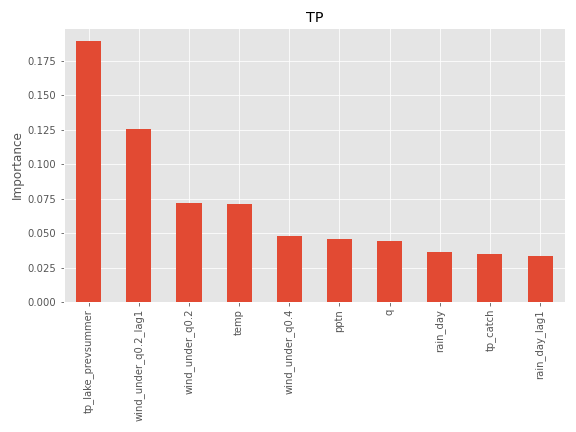 TP
Importance
0.175
0.150
0.125
0.100
0.075
0.050
0.025
0.000
tp_lake_prevsummer
wind_under_q0.2_lag1
wind_under_q0.2
temp
wind_under_q0.4
pptn
q
rain_day
tp_catch
rain_day_lag1